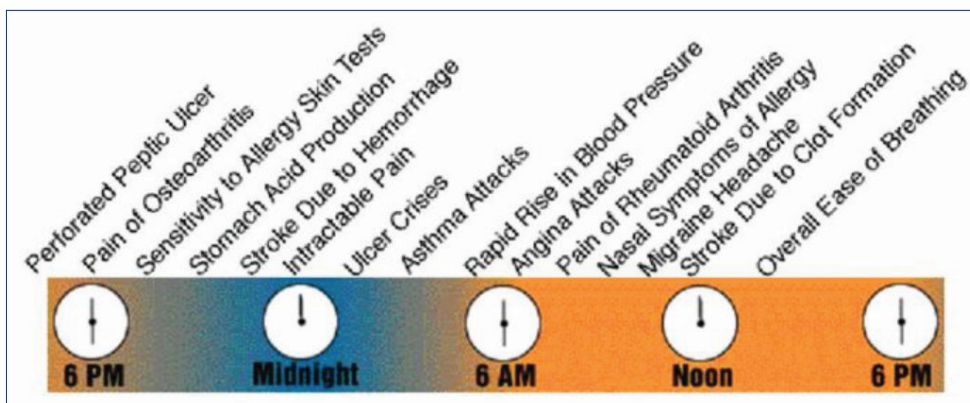 Perforated Peptic Ulcer
Pain of Osteoarthritis
Sensitivity to Allergy Skin Tests
Stomach Acid Production
Stroke Due to Hemorrhage
Intractable Pain
Ulcer Crises
Asthma Attacks
Rapid Rise in Blood Pressure
Angina Attacks
Pain of Rheumatoid Arthritis
Nasal Symptoms of Allergy
Migraine Headache
Stroke Due to Clot Formation
Overall Ease of Breathing
6 PM
Midnight
6 AM
Noon
6 PM